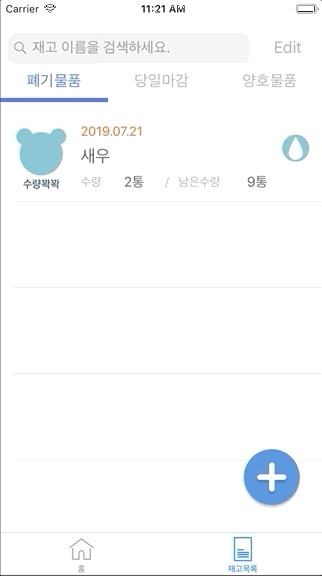 Carrier 11:21 AM
재고 이름을 검색하세요. Edit
폐기물품 당일마감 양호물품
2019.07.21
새우
수량꽉꽉 수량 2통 / 남은수량 9통
홈 재고목록